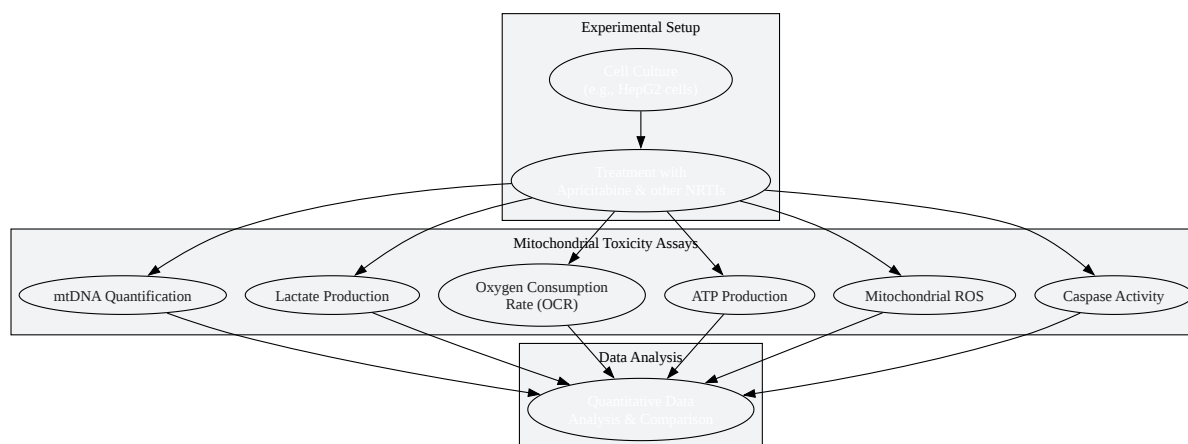 Experimental Setup
Cell Culture
(e.g., HepG2 cells)
Treatment with
Apricitabine & other NRTIs
Mitochondrial Toxicity Assays
mtDNA Quantification
Lactate Production
Oxygen Consumption
Rate (OCR)
ATP Production
Mitochondrial ROS
Caspase Activity
Data Analysis
Quantitative Data
Analysis & Comparison